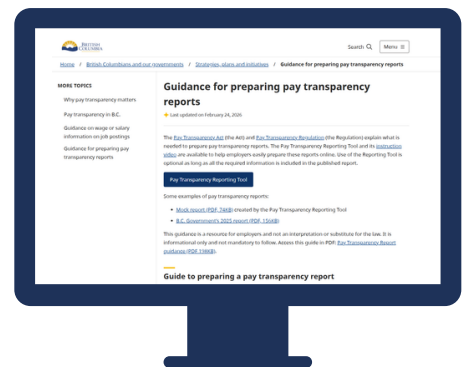 BRITISH
COLUMBIA
Search
Menu
Home / British Columbians and our governments / Strategies, plans and initiatives / Guidance for preparing pay transparency reports
MORE TOPICS
Why pay transparency matters
Pay transparency in B.C.
Guidance on wage or salary
information on job postings
Guidance for preparing pay
transparency reports
Guidance for preparing pay transparency
reports
Last updated on February 24, 2026
The Pay Transparency Act (the Act) and Pay Transparency Regulation (the Regulation) explain what is
needed to prepare pay transparency reports. The Pay Transparency Reporting Tool and its instruction
video are available to help employers easily prepare these reports online. Use of the Reporting Tool is
optional as long as all the required information is included in the published report.
Pay Transparency Reporting Tool
Some examples of pay transparency reports:
• Mock report (PDF, 74KB) created by the Pay Transparency Reporting Tool
• B.C. Government's 2025 report (PDF, 156KB)
This guidance is a resource for employers and not an interpretation or substitute for the law. It is
informational only and not mandatory to follow. Assess this guide in PDF: Pay Transparency Report
guidance (PDF, 198KB).
Guide to preparing a pay transparency report